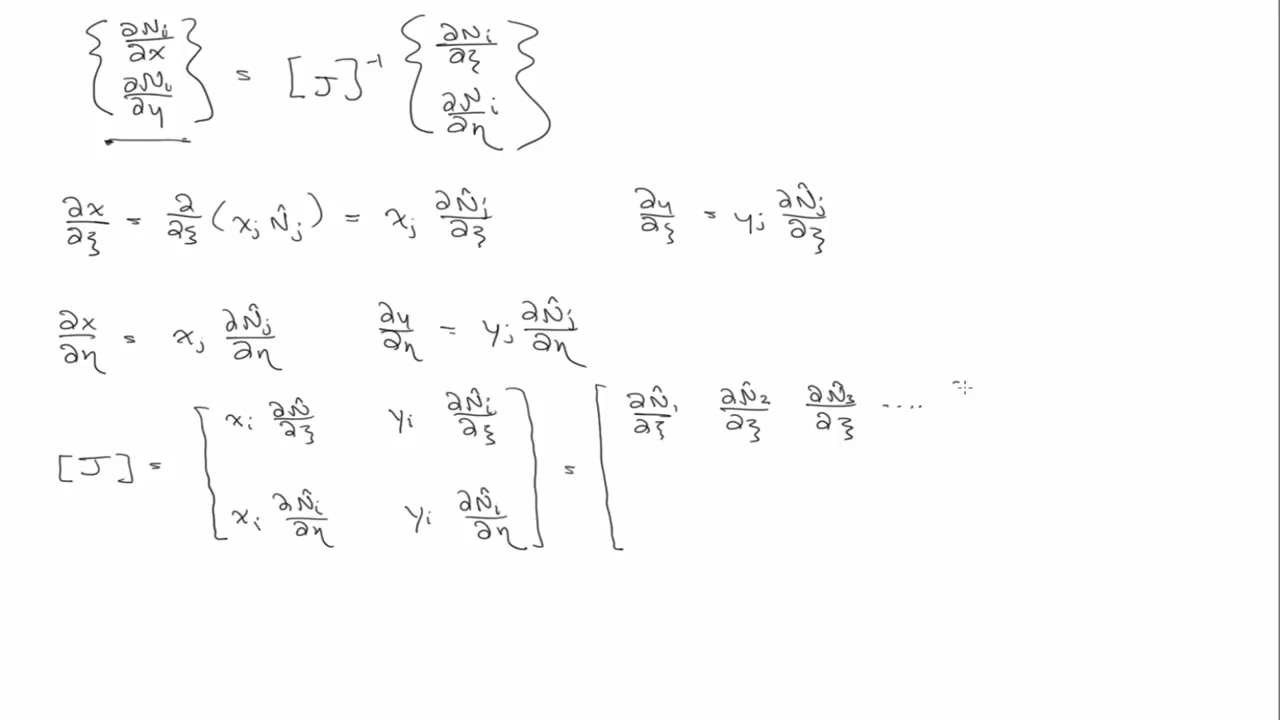 {∂Nᵢ/∂x ∂Nᵢ/∂y} = [J]⁻¹ {∂Nᵢ/∂ξ ∂Nᵢ/∂η}
∂x/∂ξ = ∂/∂ξ (xⱼ N̂ⱼ) = xⱼ ∂N̂ⱼ/∂ξ    ∂y/∂ξ = yⱼ ∂N̂ⱼ/∂ξ
∂x/∂η = xⱼ ∂N̂ⱼ/∂η    ∂y/∂η = yⱼ ∂N̂ⱼ/∂η
[J] = [xᵢ ∂N̂/∂ξ  yᵢ ∂N̂ᵢ/∂ξ  xᵢ ∂N̂ᵢ/∂η  yᵢ ∂N̂ᵢ/∂η] = [∂N̂₁/∂ξ  ∂N̂₂/∂ξ  ∂N̂₃/∂ξ ....